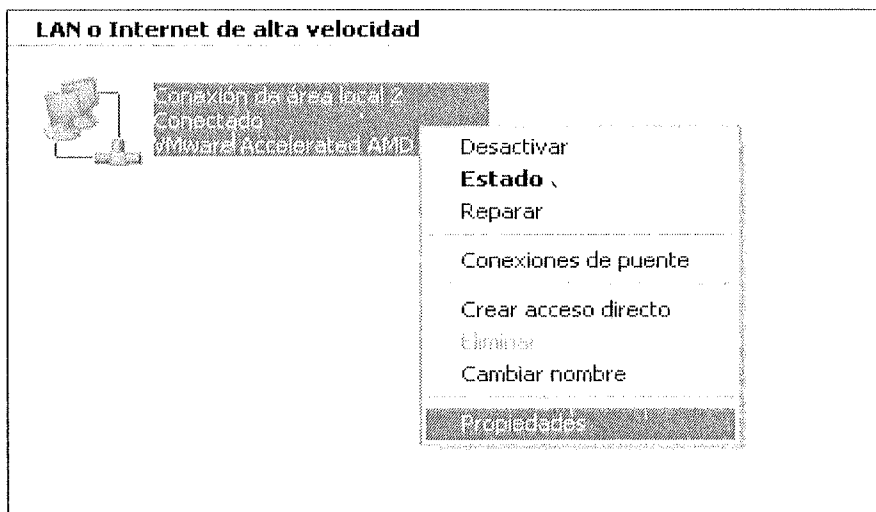 LAN o Internet de alta velocidad
Conexión de área local 2
Conectado
VMware Accelerated AMD
Desactivar
Estado
Reparar
Conexiones de puente
Crear acceso directo
Eliminar
Cambiar nombre
Propiedades